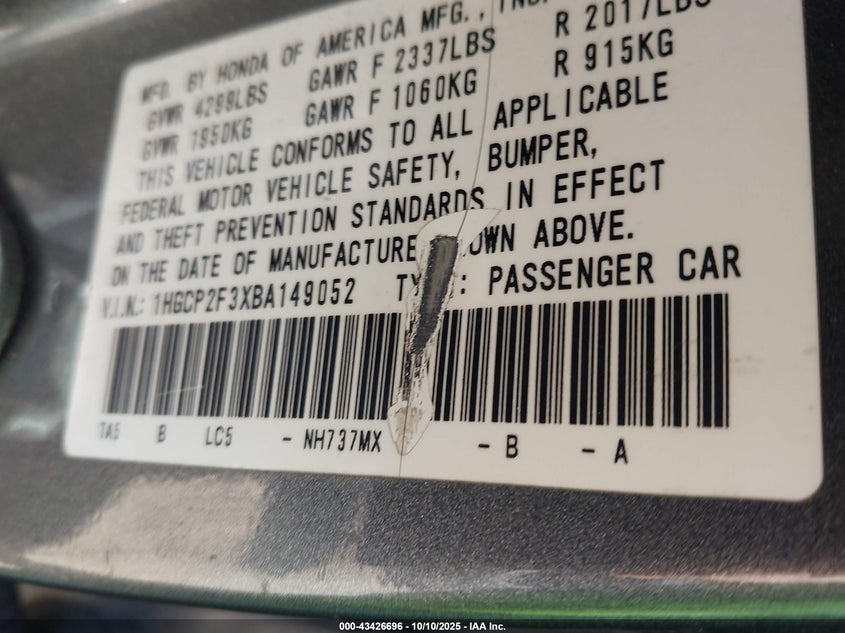 MFD. BY HONDA OF AMERICA MFG., INC.
GVWR 4299LBS GAWR F 2337LBS R 2017LBS
GVWR 1950KG GAWR F 1060KG R 915KG
THIS VEHICLE CONFORMS TO ALL APPLICABLE
FEDERAL MOTOR VEHICLE SAFETY, BUMPER,
AND THEFT PREVENTION STANDARDS IN EFFECT
ON THE DATE OF MANUFACTURE OWN ABOVE.
V.I.N.: 1HGCP2F3XBA149052 TY : PASSENGER CAR
TA5 B LC5 - NH737MX - B - A
000-43426696 - 10/10/2025 - IAA Inc.